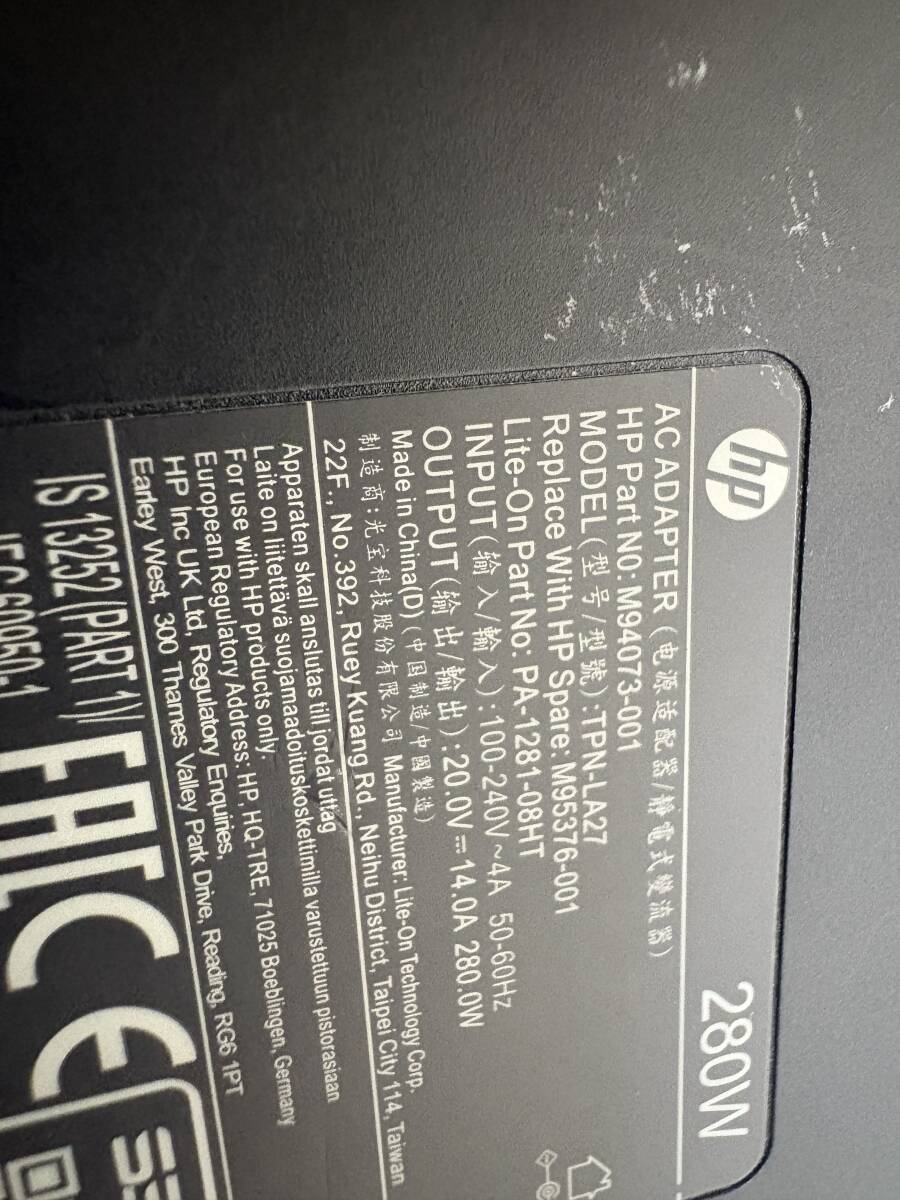 hp 280W
AC ADAPTER (电源适配器/靜電式變流器)
HP Part NO: M94073-001
MODEL(型号/型號):TPN-LA27
Replace With HP Spare: M95376-001
Lite-On Part No: PA-1281-08HT
INPUT(输入/輸入):100-240V~4A 50-60Hz
OUTPUT(输出/輸出):20.0V⎓14.0A 280.0W
Made in China(D) (中国制造/中國製造)
制造商:光宝科技股份有限公司 Manufacturer: Lite-On Technology Corp.
22F., No.392, Ruey Kuang Rd., Neihu District, Taipei City 114, Taiwan
Apparaten skall anslutas till jordat uttag
Laite on liitettävä suojamaadoituskoskettimilla varustettuun pistorasiaan
For use with HP products only.
European Regulatory Address: HP, HQ-TRE, 71025 Boeblingen, Germany
HP Inc UK Ltd, Regulatory Enquiries,
Earley West, 300 Thames Valley Park Drive, Reading, RG6 1PT
IS 13252 (PART 1)/
IEC 60950-1
EAC CE